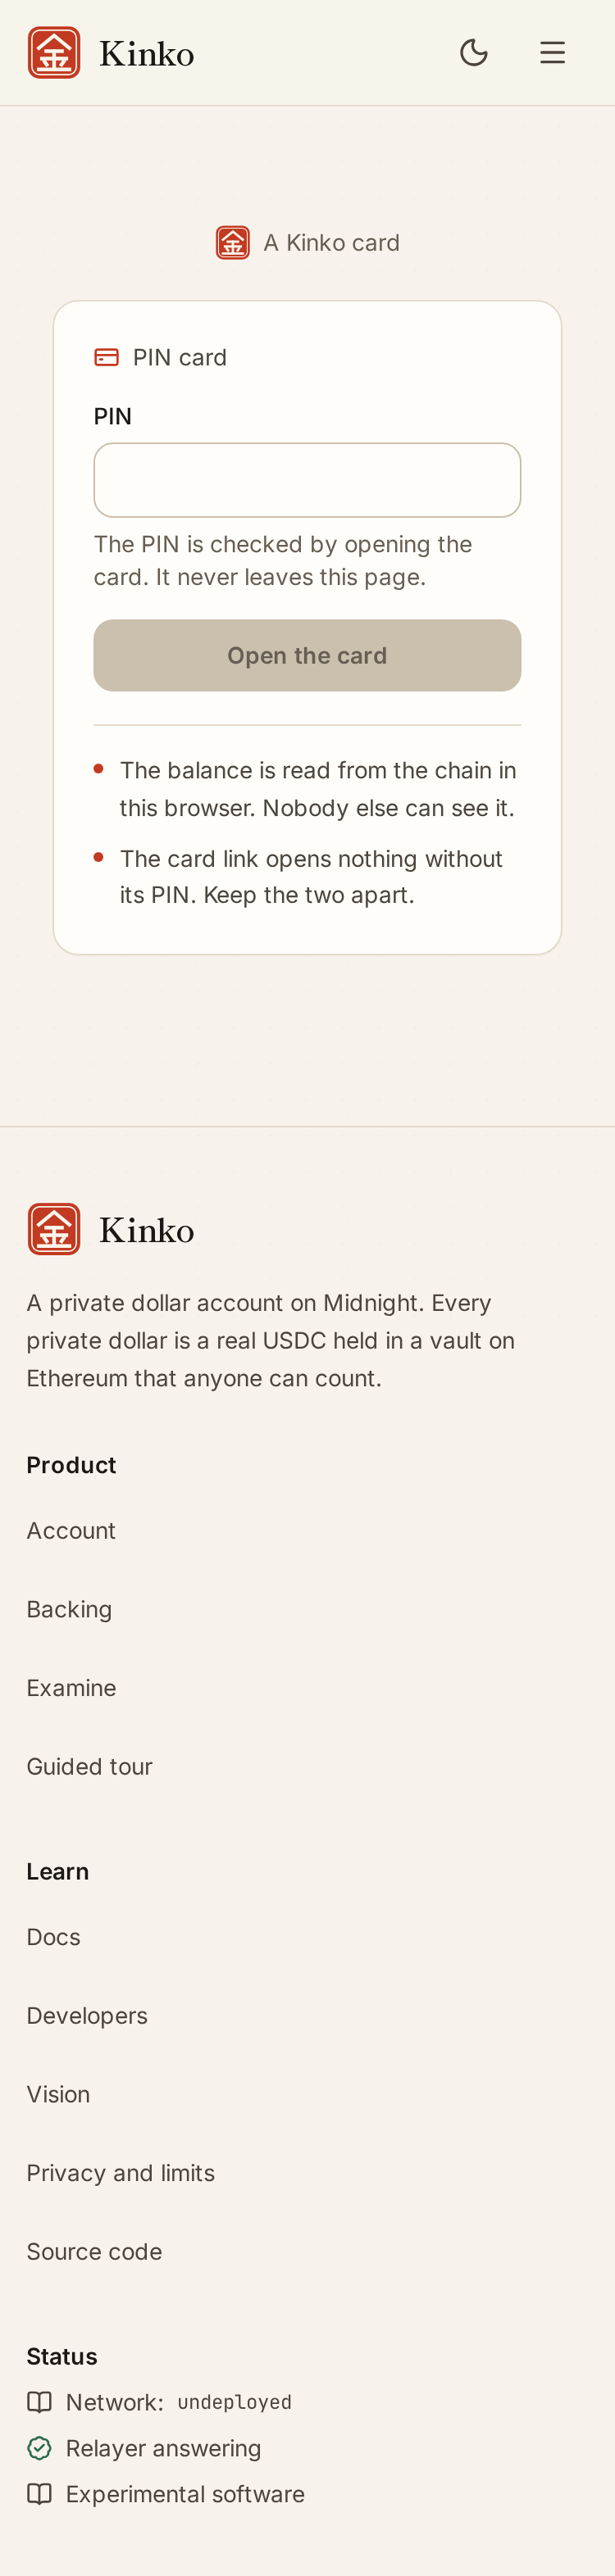 金 Kinko
金 A Kinko card
PIN card
PIN
The PIN is checked by opening the
card. It never leaves this page.
Open the card
The balance is read from the chain in
this browser. Nobody else can see it.
The card link opens nothing without
its PIN. Keep the two apart.
金 Kinko
A private dollar account on Midnight. Every
private dollar is a real USDC held in a vault on
Ethereum that anyone can count.
Product
Account
Backing
Examine
Guided tour
Learn
Docs
Developers
Vision
Privacy and limits
Source code
Status
Network: undeployed
Relayer answering
Experimental software